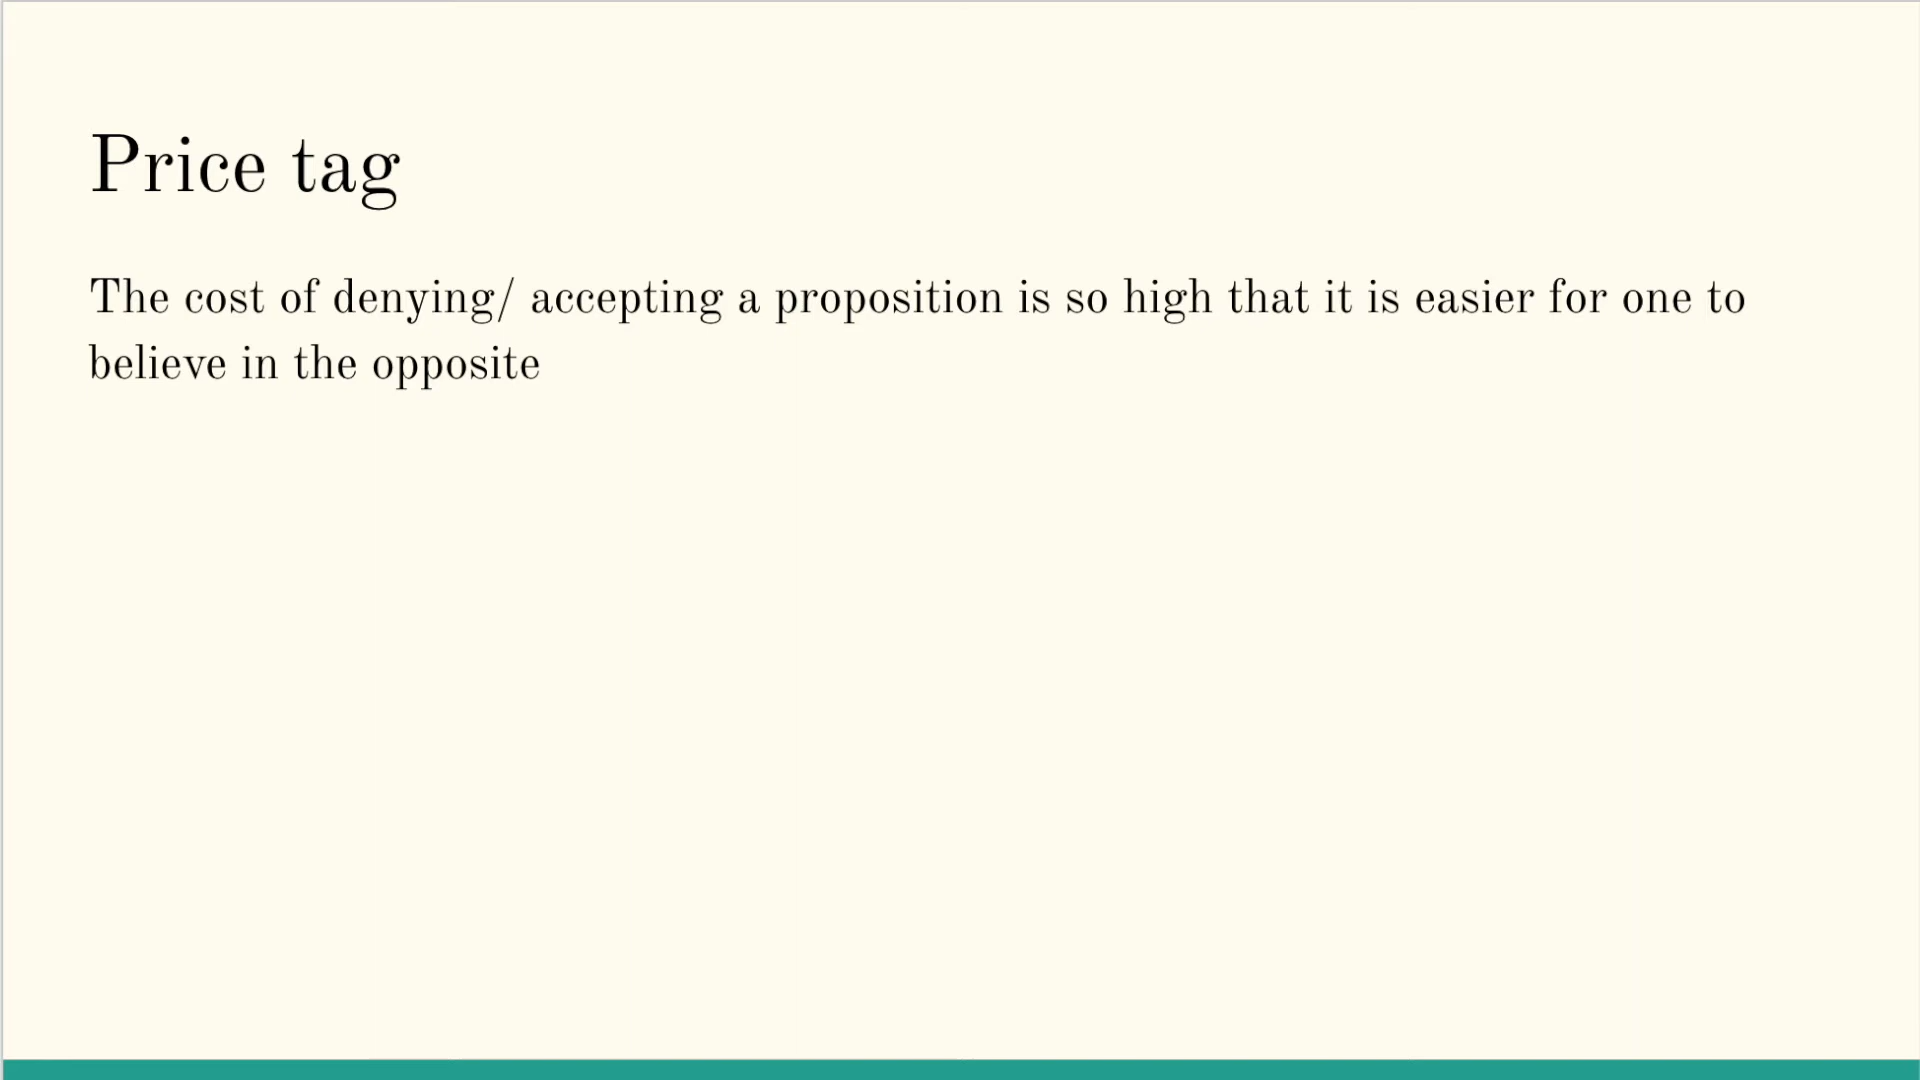 Price tag
The cost of denying/ accepting a proposition is so high that it is easier for one to
believe in the opposite